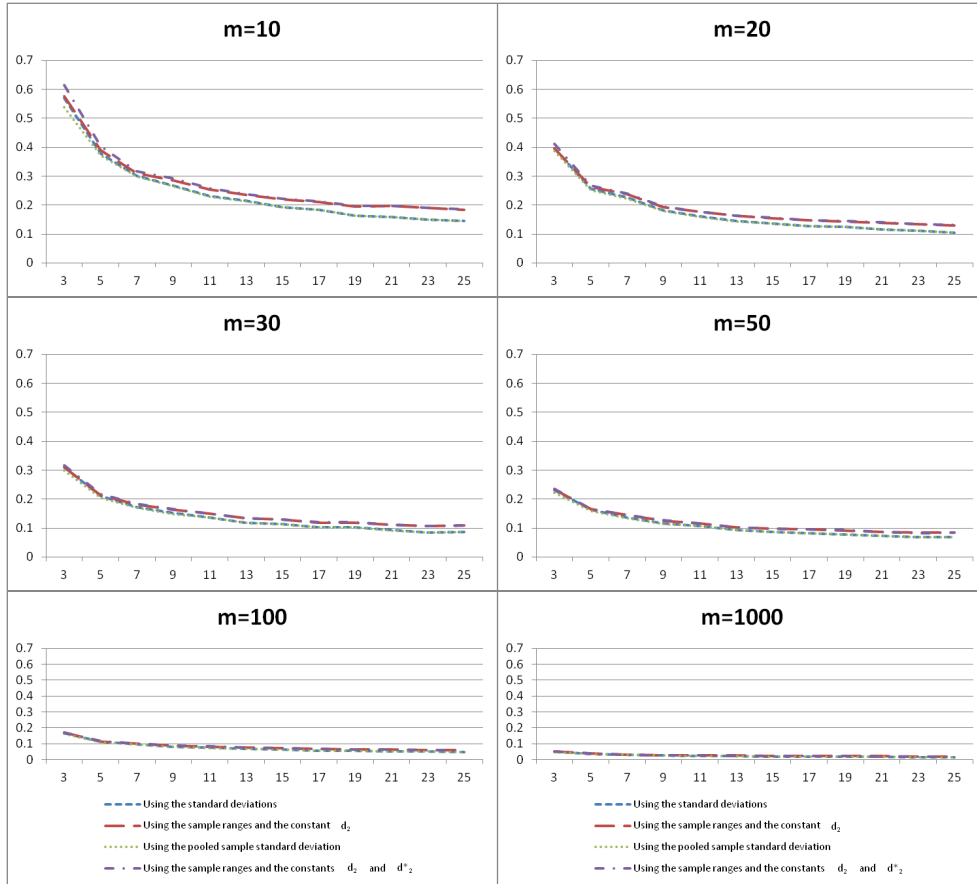 m=10
0.7
0.6
0.5
0.4
0.3
0.2
0.1
0
3 5 7 9 11 13 15 17 19 21 23 25
m=20
0.7
0.6
0.5
0.4
0.3
0.2
0.1
0
3 5 7 9 11 13 15 17 19 21 23 25
m=30
0.7
0.6
0.5
0.4
0.3
0.2
0.1
0
3 5 7 9 11 13 15 17 19 21 23 25
m=50
0.7
0.6
0.5
0.4
0.3
0.2
0.1
0
3 5 7 9 11 13 15 17 19 21 23 25
m=100
0.7
0.6
0.5
0.4
0.3
0.2
0.1
0
3 5 7 9 11 13 15 17 19 21 23 25
Using the standard deviations
Using the sample ranges and the constant d₂
Using the pooled sample standard deviation
Using the sample ranges and the constants d₂ and d*₂
m=1000
0.7
0.6
0.5
0.4
0.3
0.2
0.1
0
3 5 7 9 11 13 15 17 19 21 23 25
Using the standard deviations
Using the sample ranges and the constant d₂
Using the pooled sample standard deviation
Using the sample ranges and the constants d₂ and d*₂